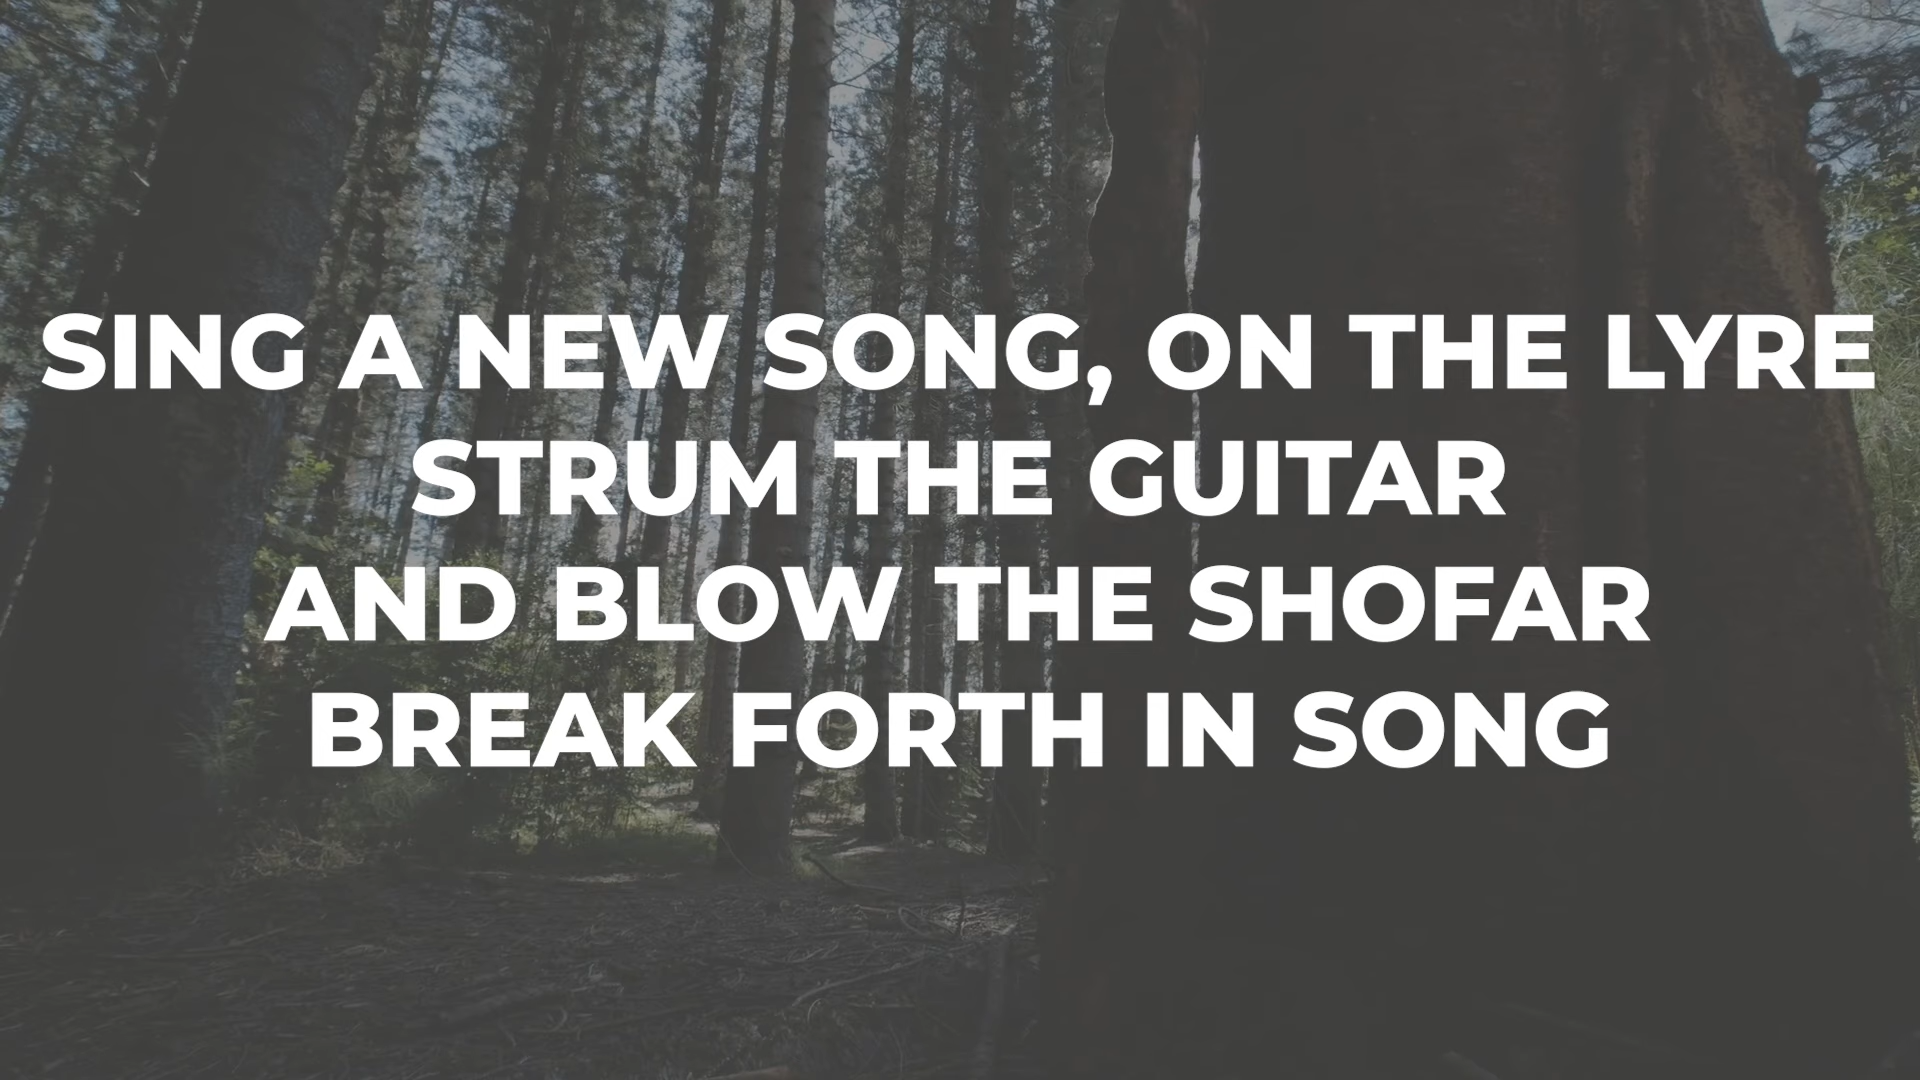 SING A NEW SONG, ON THE LYRE
STRUM THE GUITAR
AND BLOW THE SHOFAR
BREAK FORTH IN SONG